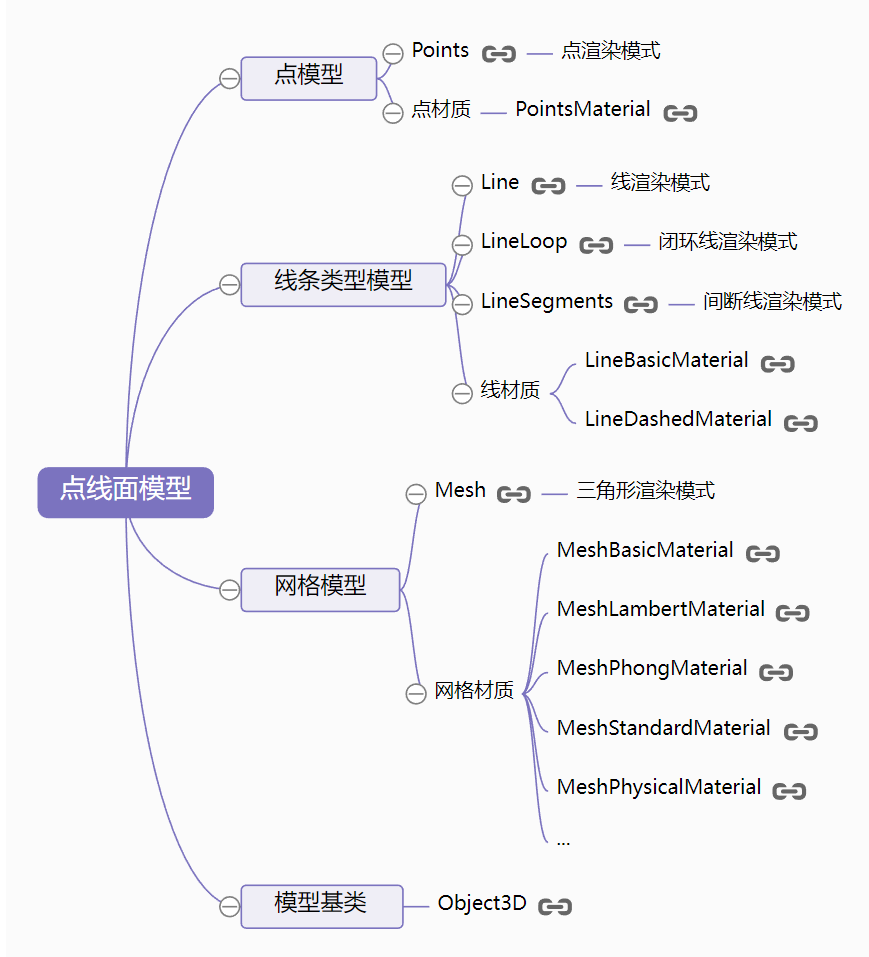 点线面模型
点模型
Points
点渲染模式
点材质
PointsMaterial
线条类型模型
Line
线渲染模式
LineLoop
闭环线渲染模式
LineSegments
间断线渲染模式
线材质
LineBasicMaterial
LineDashedMaterial
网格模型
Mesh
三角形渲染模式
网格材质
MeshBasicMaterial
MeshLambertMaterial
MeshPhongMaterial
MeshStandardMaterial
MeshPhysicalMaterial
...
模型基类
Object3D